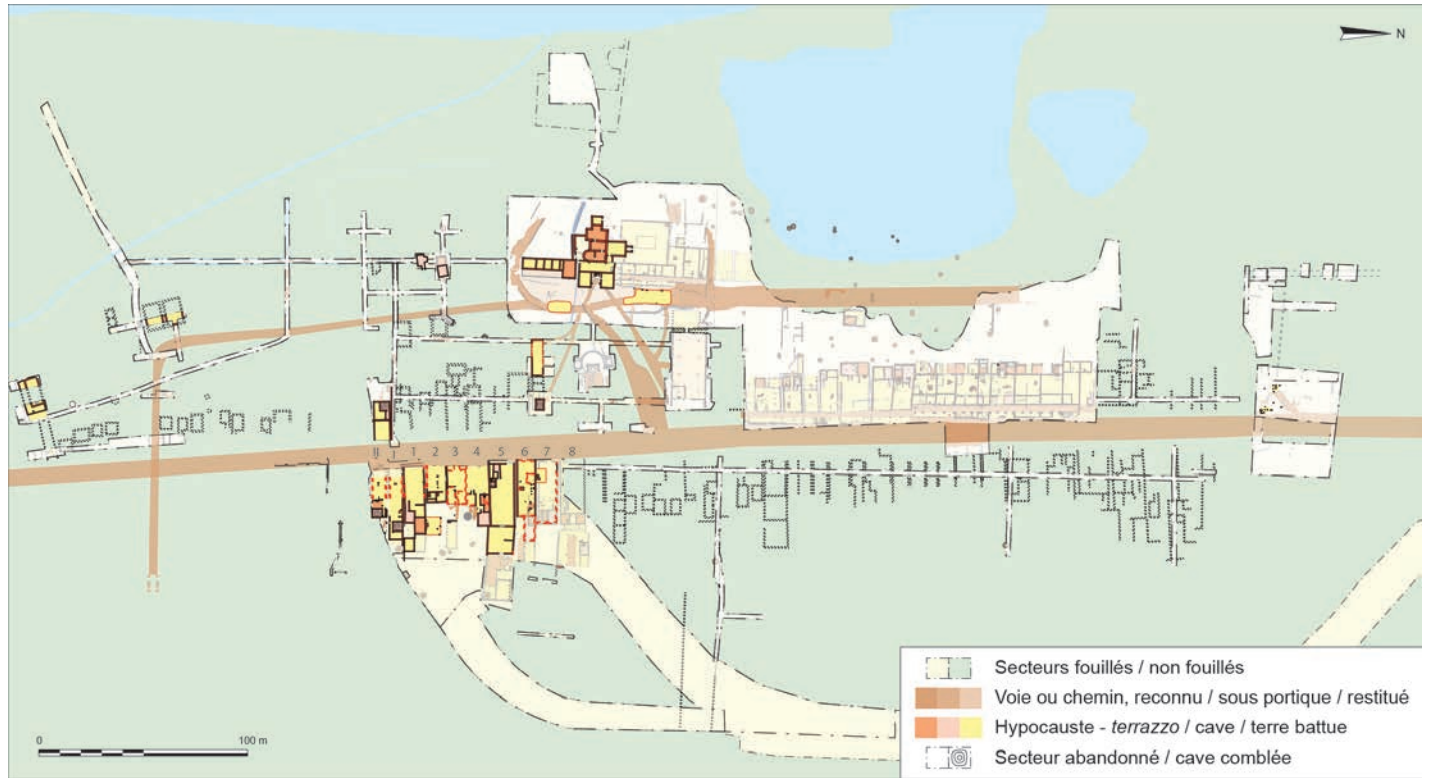 N
II I 1 2 3 4 5 6 7 8
Secteurs fouillés / non fouillés
Voie ou chemin, reconnu / sous portique / restitué
Hypocauste - terrazzo / cave / terre battue
Secteur abandonné / cave comblée
0 100 m